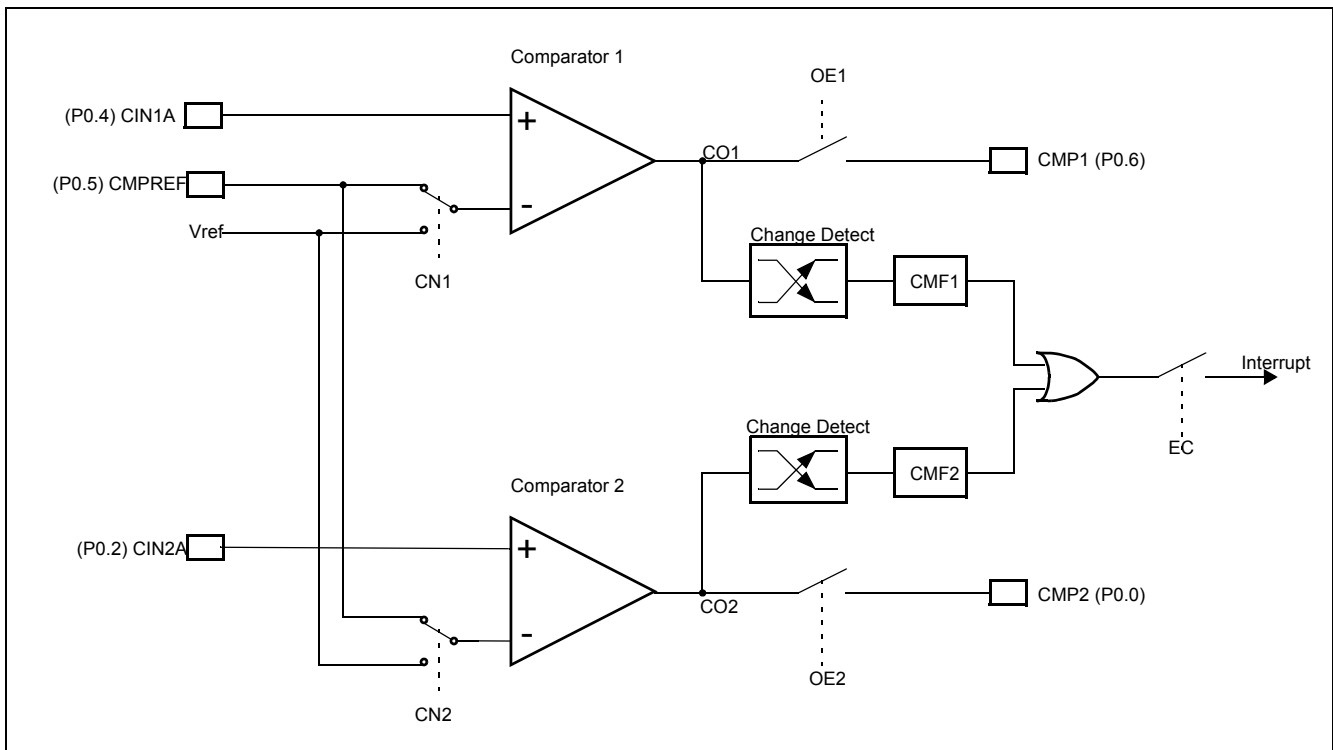 Comparator 1
OE1
(P0.4) CIN1A
+
CO1
CMP1 (P0.6)
(P0.5) CMPREF
-
Vref
Change Detect
CN1
CMF1
Interrupt
Change Detect
EC
CMF2
Comparator 2
(P0.2) CIN2A
+
CO2
CMP2 (P0.0)
-
OE2
CN2